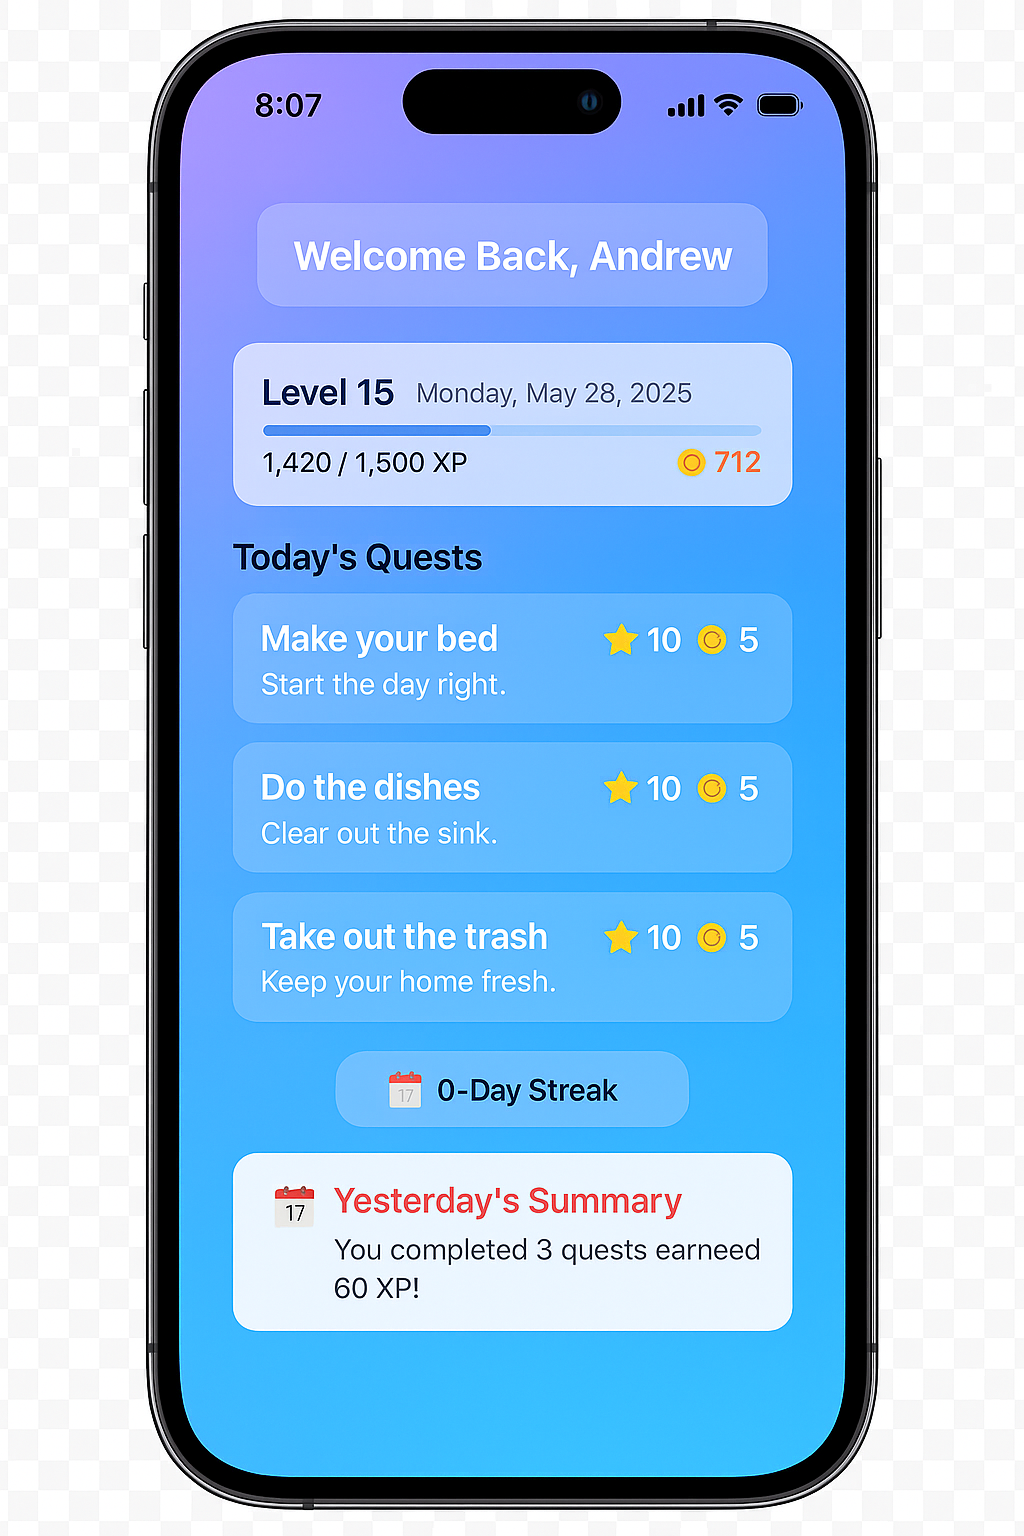 8:07
Welcome Back, Andrew
Level 15 Monday, May 28, 2025
1,420 / 1,500 XP 712
Today's Quests
Make your bed 10 5
Start the day right.
Do the dishes 10 5
Clear out the sink.
Take out the trash 10 5
Keep your home fresh.
17 0-Day Streak
17 Yesterday's Summary
You completed 3 quests earneed
60 XP!